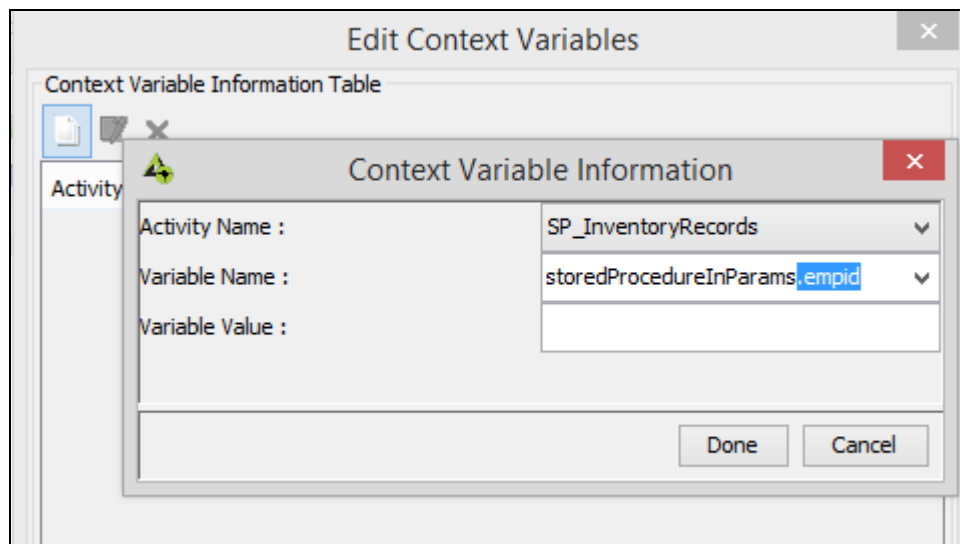 Edit Context Variables
Context Variable Information Table
Activity
Context Variable Information
Activity Name : SP_InventoryRecords
Variable Name : storedProcedureInParams.empid
Variable Value :
Done Cancel